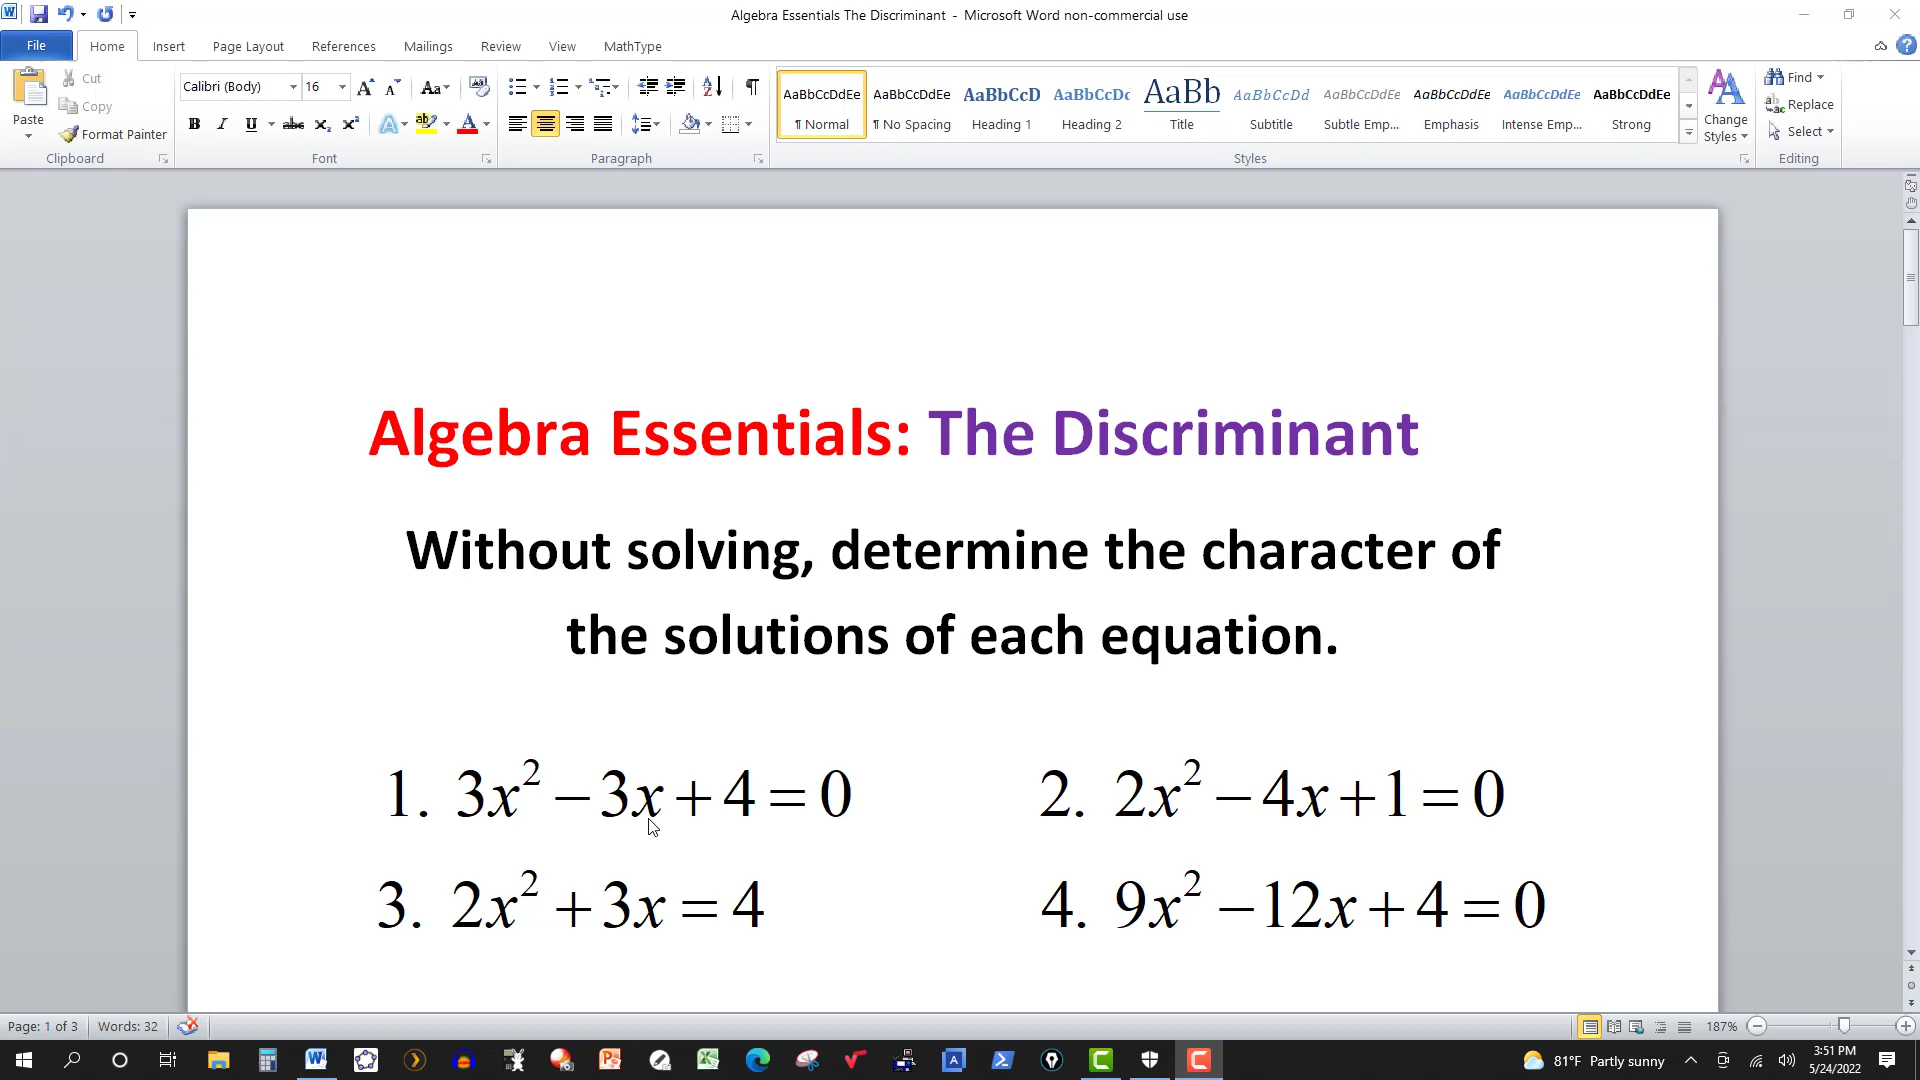 Algebra Essentials The Discriminant - Microsoft Word non-commercial use
File Home Insert Page Layout References Mailings Review View MathType
Paste
Cut
Copy
Format Painter
Clipboard
Calibri (Body) 16
Font
Paragraph
AaBbCcDdEe AaBbCcDdEe AaBbCcD AaBbCcDc AaBb AaBbCcDd AaBbCcDdEe AaBbCcDdEe AaBbCcDdEe AaBbCcDdEe
¶ Normal ¶ No Spacing Heading 1 Heading 2 Title Subtitle Subtle Emp... Emphasis Intense Emp... Strong
Styles
Change Styles
Find
Replace
Select
Editing
Algebra Essentials: The Discriminant
Without solving, determine the character of
the solutions of each equation.
1. 3x² − 3x + 4 = 0 2. 2x² − 4x + 1 = 0
3. 2x² + 3x = 4 4. 9x² − 12x + 4 = 0
Page: 1 of 3 Words: 32 187%
81°F Partly sunny
3:51 PM
5/24/2022